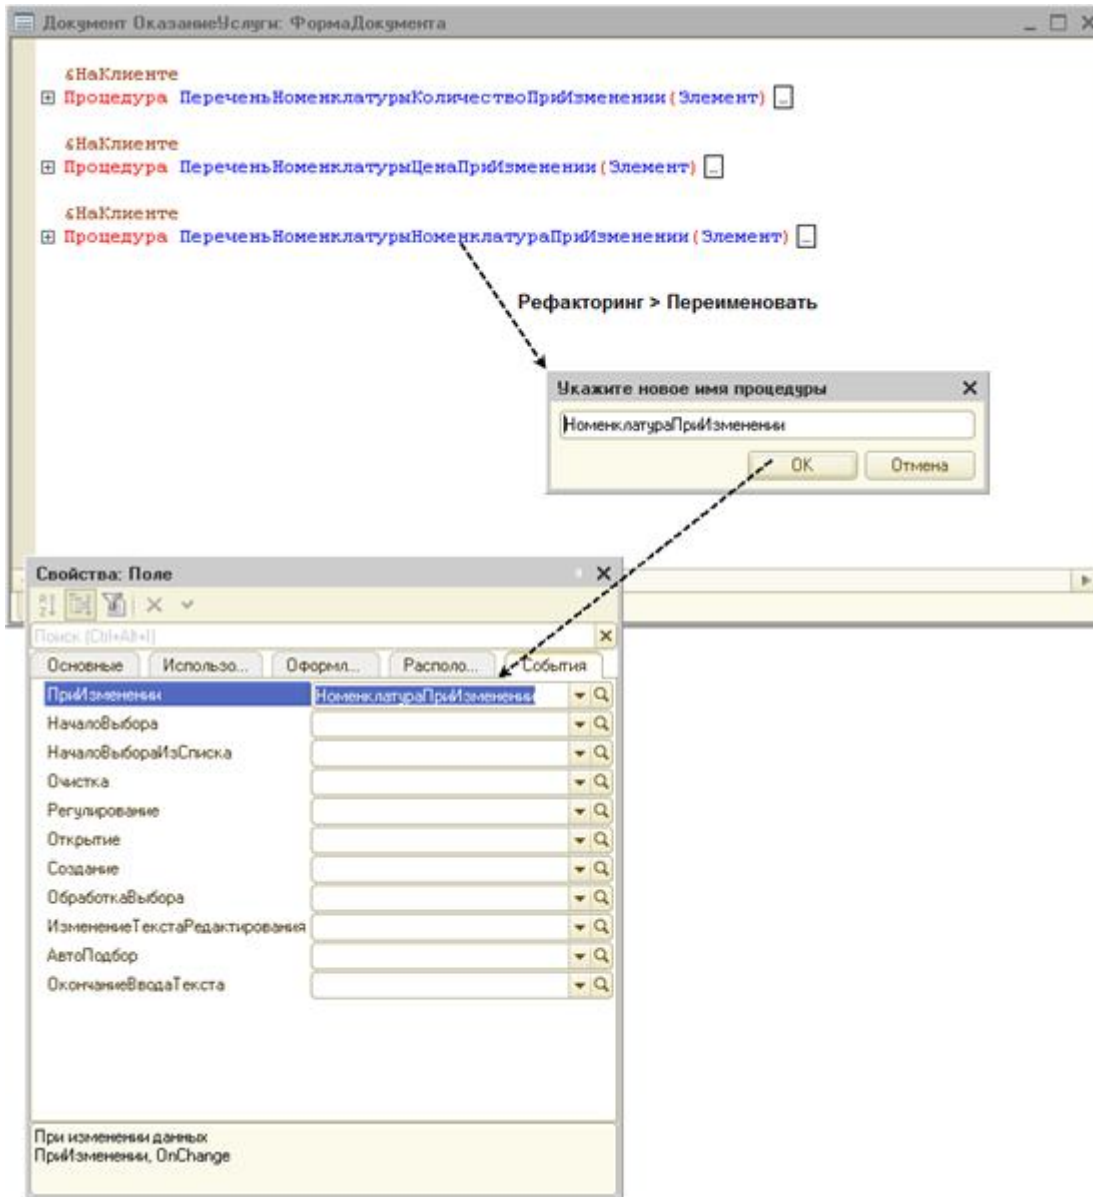 Документ ОказаниеУслуги: ФормаДокумента
&НаКлиенте
Процедура ПереченьНоменклатурыКоличествоПриИзменении(Элемент) ...
&НаКлиенте
Процедура ПереченьНоменклатурыЦенаПриИзменении(Элемент) ...
&НаКлиенте
Процедура ПереченьНоменклатурыНоменклатураПриИзменении(Элемент) ...
Рефакторинг > Переименовать
Укажите новое имя процедуры
НоменклатураПриИзменении
ОК Отмена
Свойства: Поле
Поиск (Ctrl+Alt+I)
Основные Использо... Оформл... Располо... События
ПриИзменении НоменклатураПриИзменении
НачалоВыбора
НачалоВыбораИзСписка
Очистка
Регулирование
Открытие
Создание
ОбработкаВыбора
ИзменениеТекстаРедактирования
АвтоПодбор
ОкончаниеВводаТекста
При изменении данных
ПриИзменении, OnChange